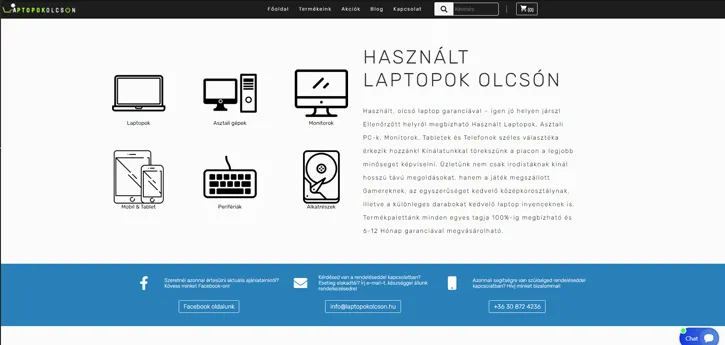 LAPTOPOKOLCSÓN
Főoldal Termékeink Akciók Blog Kapcsolat Keresés (0)
HASZNÁLT
LAPTOPOK OLCSÓN
Használt, olcsó laptop garanciával - igen jó helyen jársz!
Ellenőrzött helyről megbízható Használt Laptopok, Asztali
PC-k, Monitorok, Tabletek és Telefonok széles választéka
érkezik hozzánk! Kínálatunkkal törekszünk a piacon a legjobb
minőséget képviselni. Üzletünk nem csak irodistáknak kínál
hosszú távú megoldásokat, hanem a játék megszállott
Gamereknek, az egyszerűséget kedvelő középkorosztálynak,
illetve a különleges darabokat kedvelő laptop ínyenceknek is.
Termékpalettánk minden egyes tagja 100%-ig megbízható és
6-12 Hónap garanciával megvásárolható.
Laptopok
Asztali gépek
Monitorok
Mobil & Tablet
Perifériák
Alkatrészek
Szeretnél azonnal értesülni aktuális ajánlatainkról?
Kövess minket Facebook-on!
Facebook oldalunk
Kérdésed van a rendeléseddel kapcsolatban?
Esetleg elakadtál? Írj e-mail-t, készséggel állunk
rendelkezésedre!
info@laptopokolcson.hu
Azonnali segítségre van szükséged rendeléseddel
kapcsolatban? Hívj minket bizalommal!
+36 30 872 4236
Chat